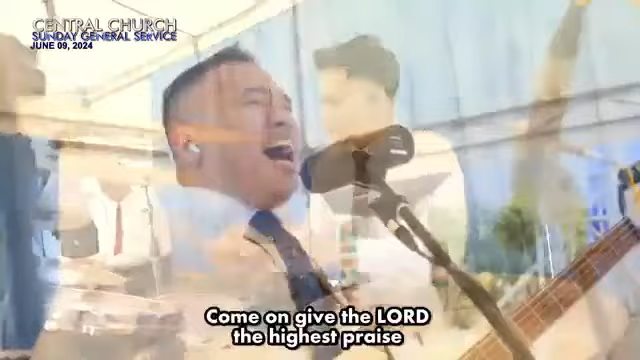 CENTRAL CHURCH
SUNDAY GENERAL SERVICE
JUNE 09, 2024
Come on give the LORD
the highest praise